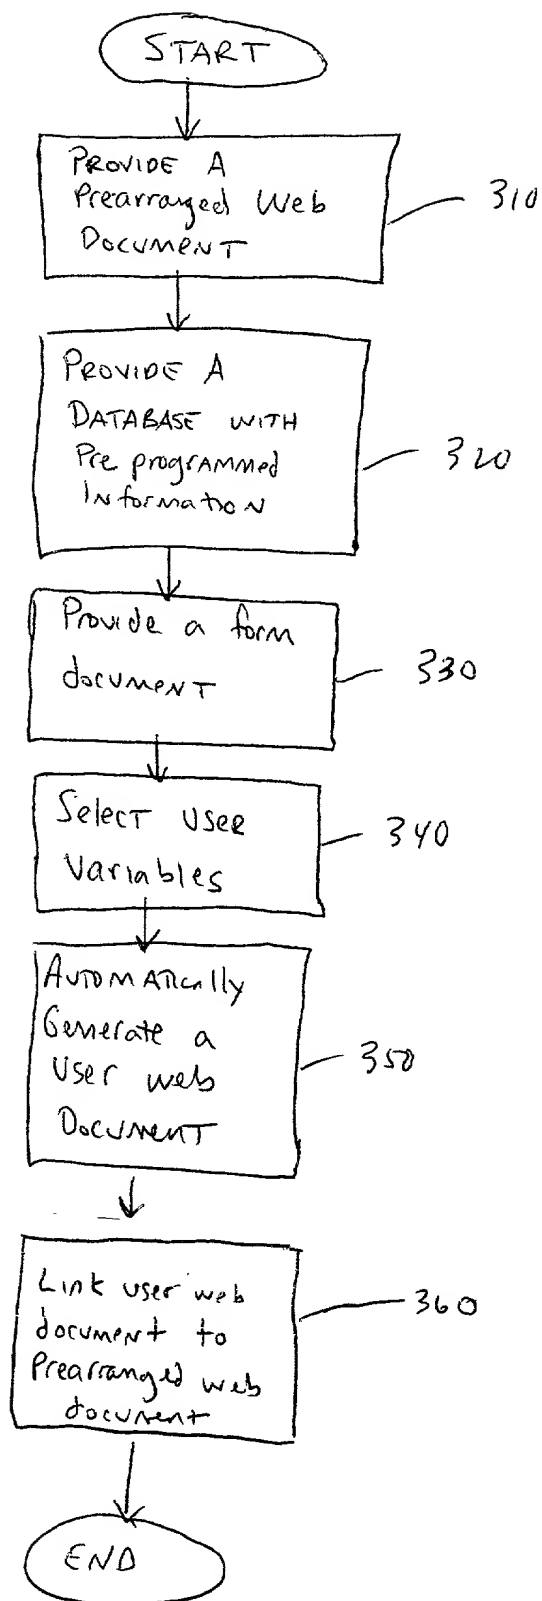 START
PROVIDE A
Prearranged Web
DOCUMENT
310
PROVIDE A
DATABASE WITH
Pre programmed
Information
320
Provide a form
document
330
Select user
Variables
340
Automatically
Generate a
user web
Document
350
Link user web
document to
Prearranged web
document
360
END